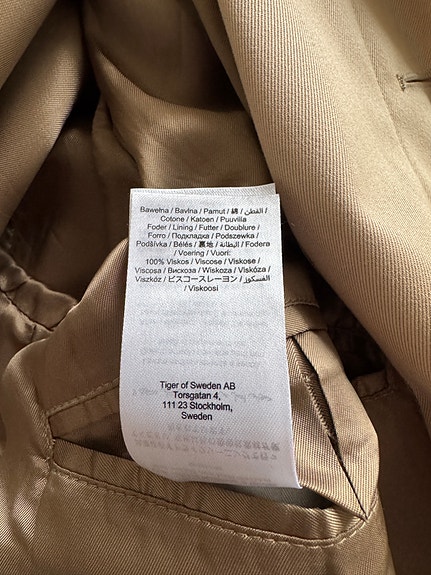 Bawełna / Bavlna / Pamut / 綿 / القطن /
Cotone / Katoen / Puuvilla
Foder / Lining / Futter / Doublure /
Forro / Подкладка / Podszewka /
Podšívka / Bélés / 裏地 / البطانة / Fodera
/ Voering / Vuori:
100% Viskos / Viscose / Viskose /
Viscosa / Вискоза / Wiskoza / Viskóza /
Viszkóz / ビスコースレーヨン / الفسكوز
/ Viskoosi
Tiger of Sweden AB
Torsgatan 4,
111 23 Stockholm,
Sweden